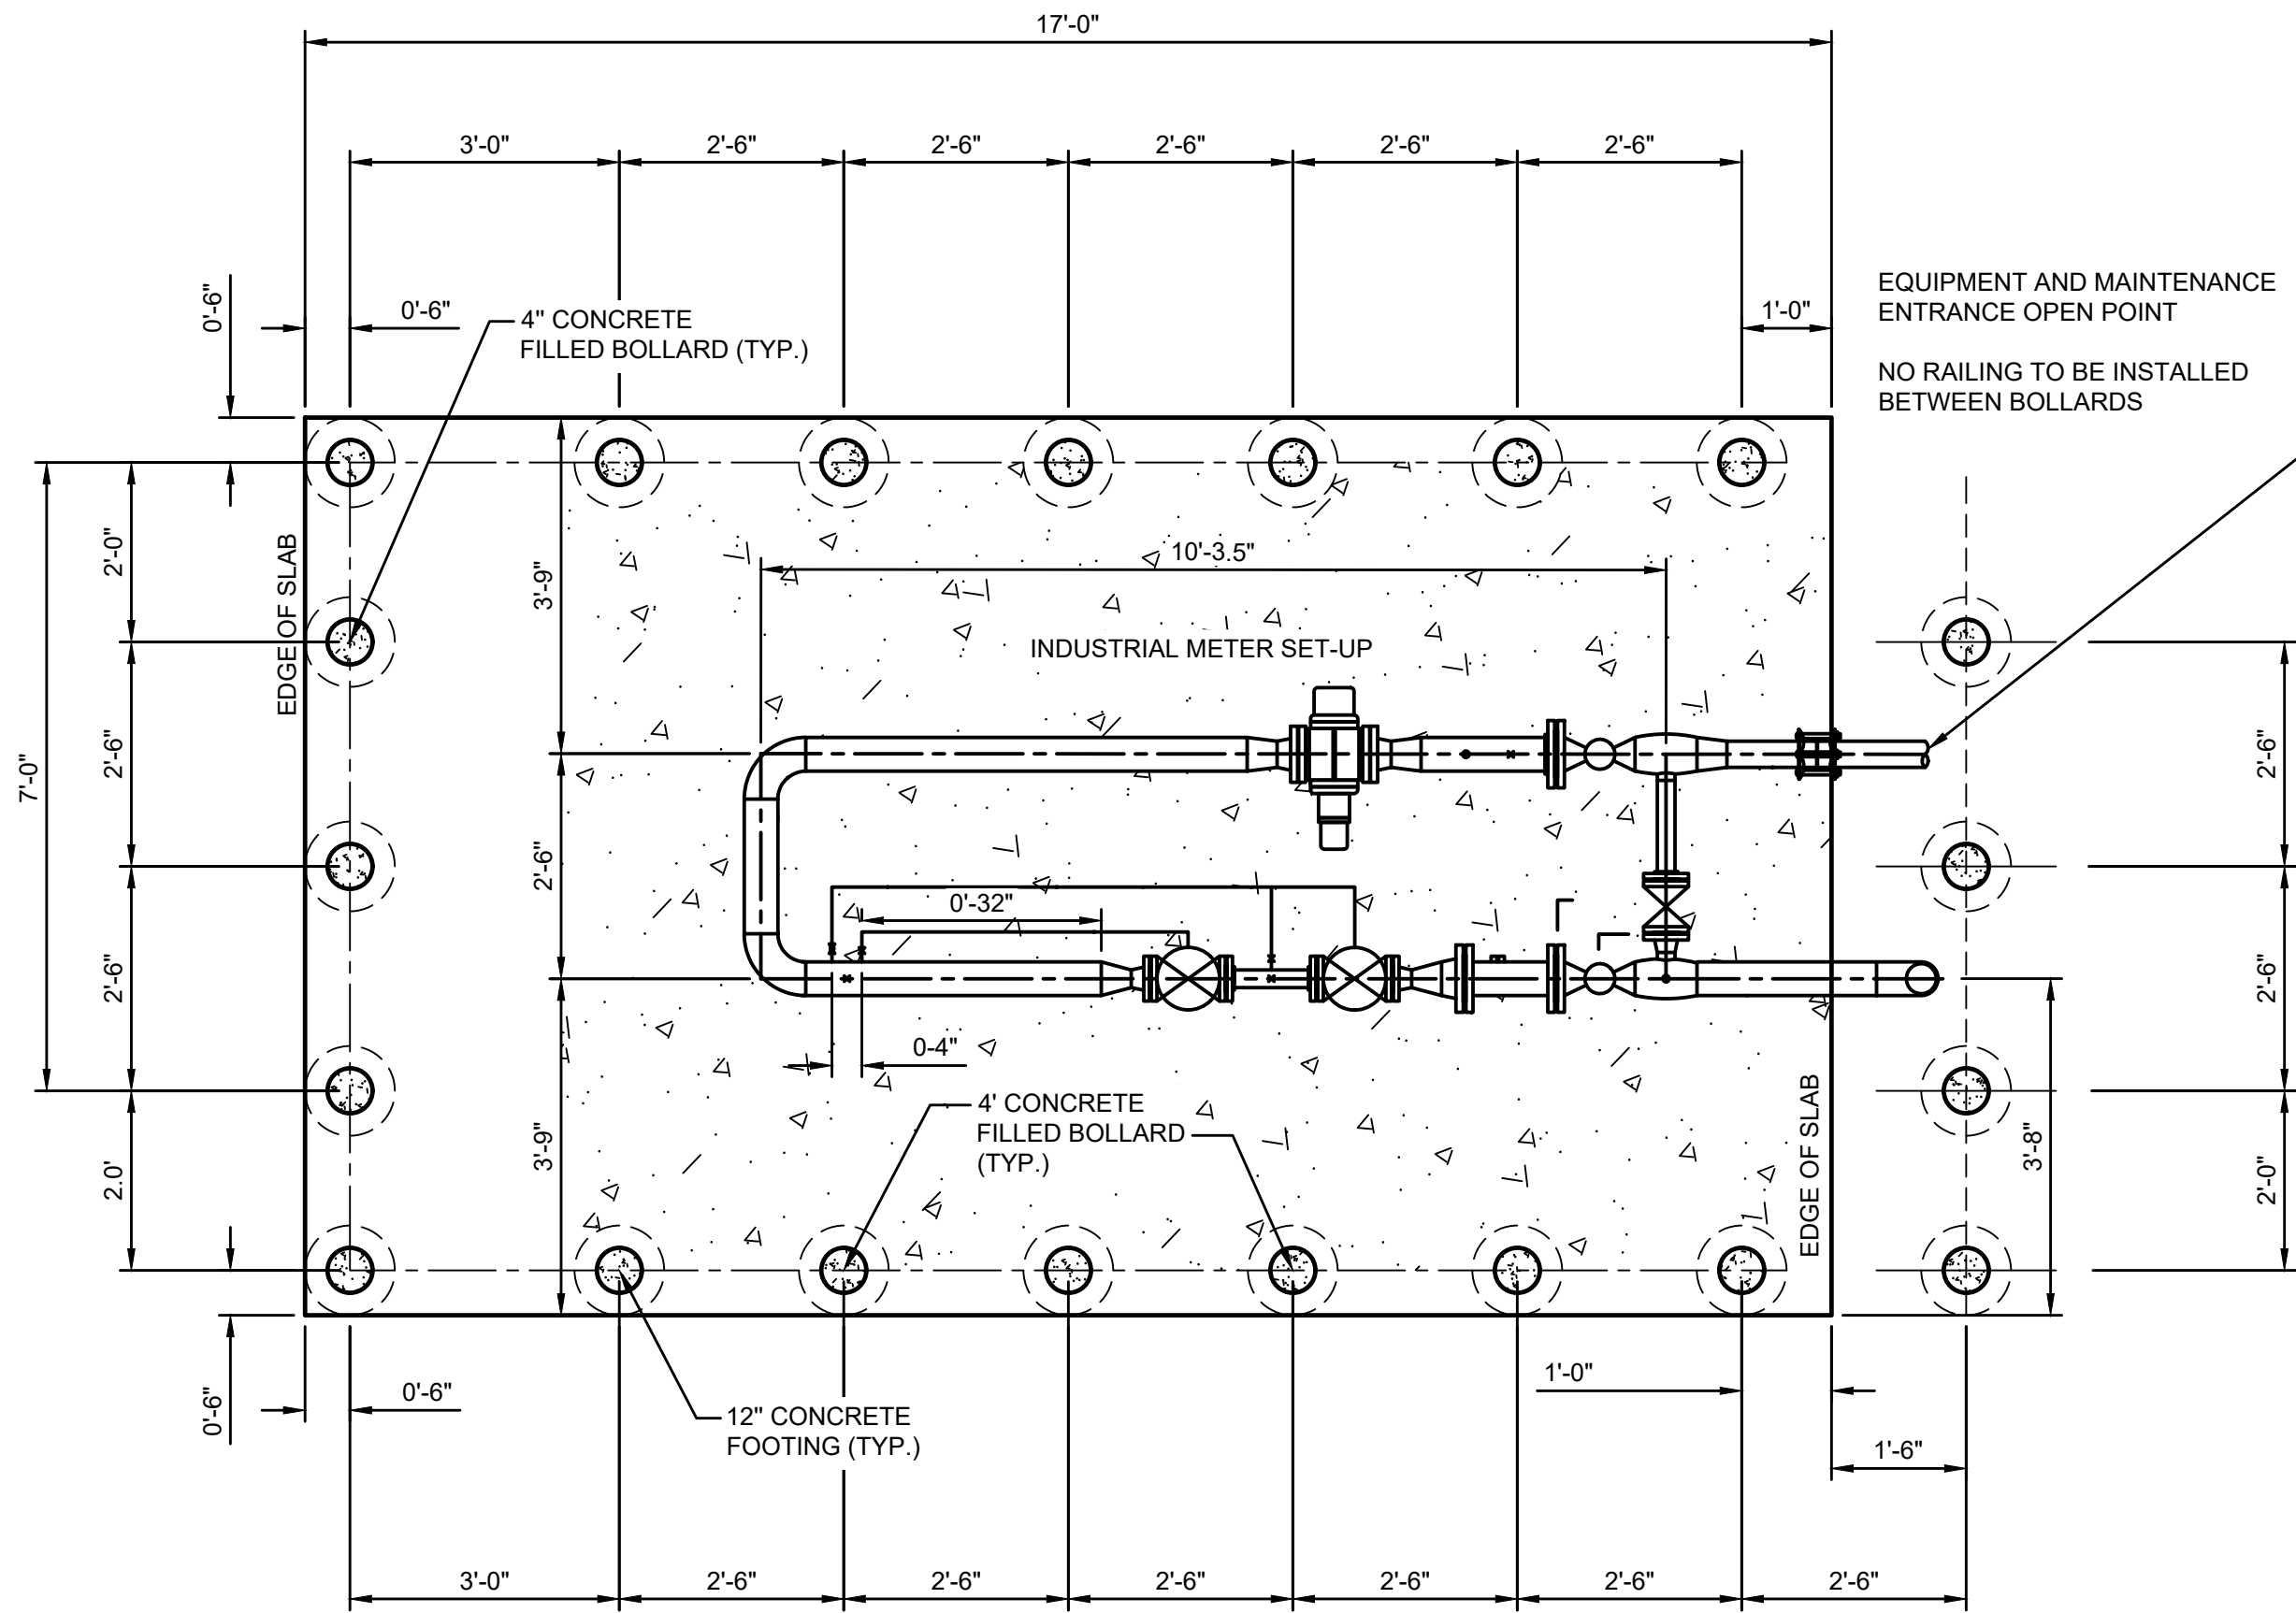 17'-0"
3'-0"
2'-6"
2'-6"
2'-6"
2'-6"
2'-6"
0'-6"
0'-6"
4" CONCRETE
FILLED BOLLARD (TYP.)
1'-0"
EQUIPMENT AND MAINTENANCE
ENTRANCE OPEN POINT
NO RAILING TO BE INSTALLED
BETWEEN BOLLARDS
7'-0"
2'-0"
2'-6"
2'-6"
2.0'
EDGE OF SLAB
3'-9"
2'-6"
3'-9"
10'-3.5"
INDUSTRIAL METER SET-UP
0'-32"
0-4"
4' CONCRETE
FILLED BOLLARD
(TYP.)
EDGE OF SLAB
3'-8"
2'-6"
2'-6"
2'-0"
0'-6"
0'-6"
12" CONCRETE
FOOTING (TYP.)
1'-0"
1'-6"
3'-0"
2'-6"
2'-6"
2'-6"
2'-6"
2'-6"
2'-6"